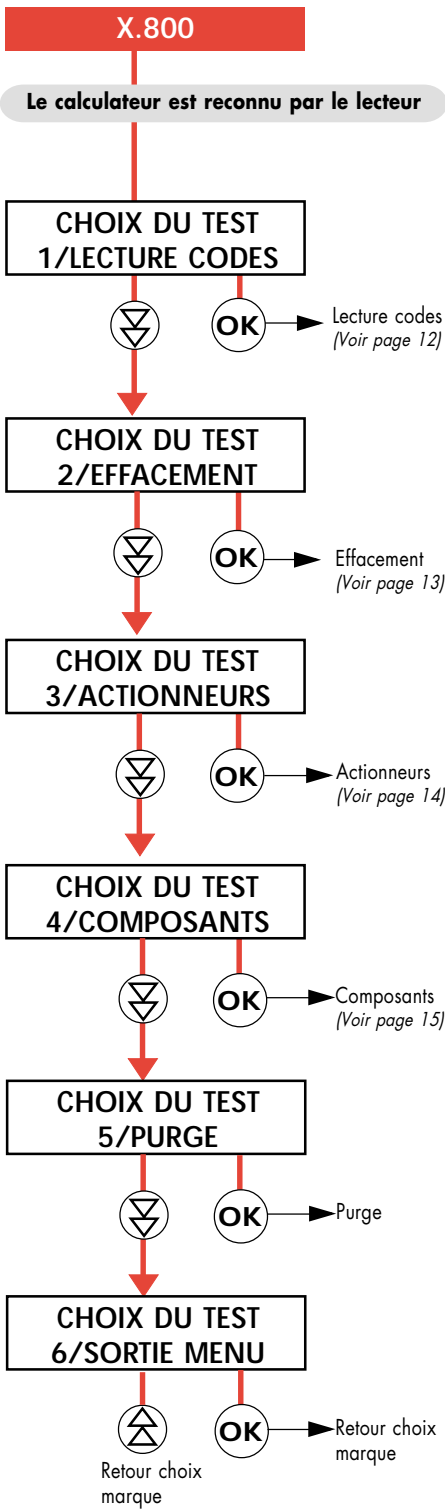 X.800
Le calculateur est reconnu par le lecteur
CHOIX DU TEST
1/LECTURE CODES
OK
Lecture codes
(Voir page 12)
CHOIX DU TEST
2/EFFACEMENT
OK
Effacement
(Voir page 13)
CHOIX DU TEST
3/ACTIONNEURS
OK
Actionneurs
(Voir page 14)
CHOIX DU TEST
4/COMPOSANTS
OK
Composants
(Voir page 15)
CHOIX DU TEST
5/PURGE
OK
Purge
CHOIX DU TEST
6/SORTIE MENU
OK
Retour choix
marque
Retour choix
marque